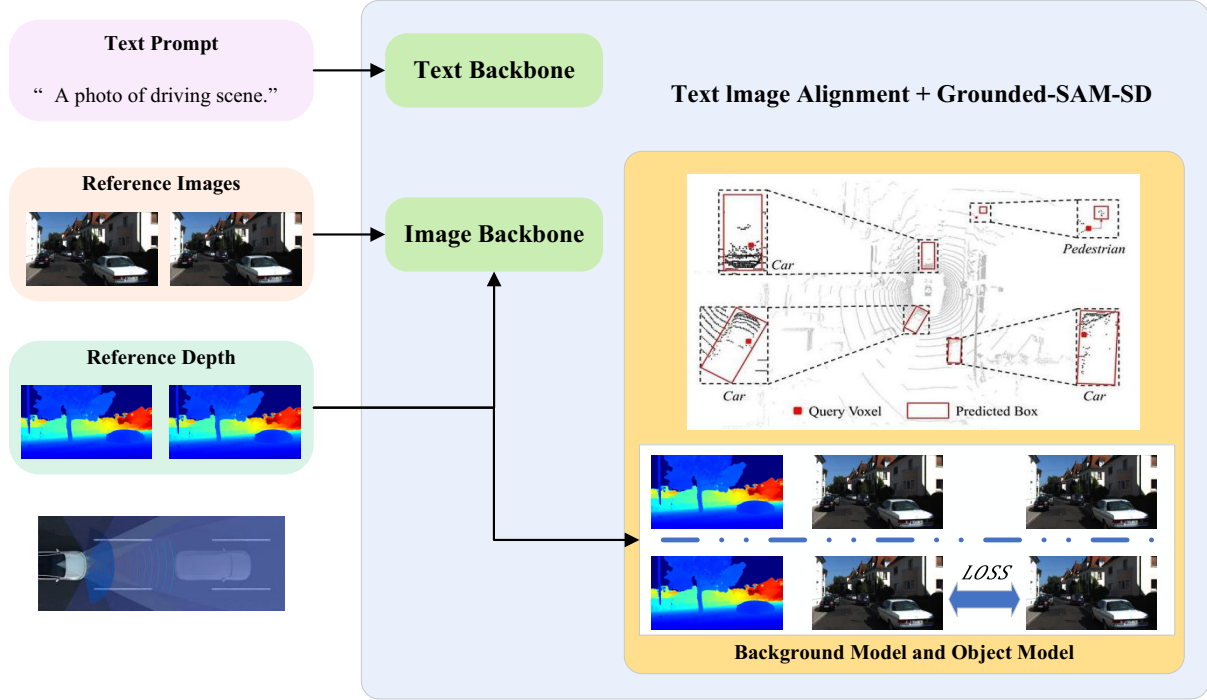 Text Prompt
“ A photo of driving scene.”
Text Backbone
Text lmage Alignment + Grounded-SAM-SD
Reference Images
Image Backbone
Car
Pedestrian
Reference Depth
Car
Car
Query Voxel
Predicted Box
LOSS
Background Model and Object Model